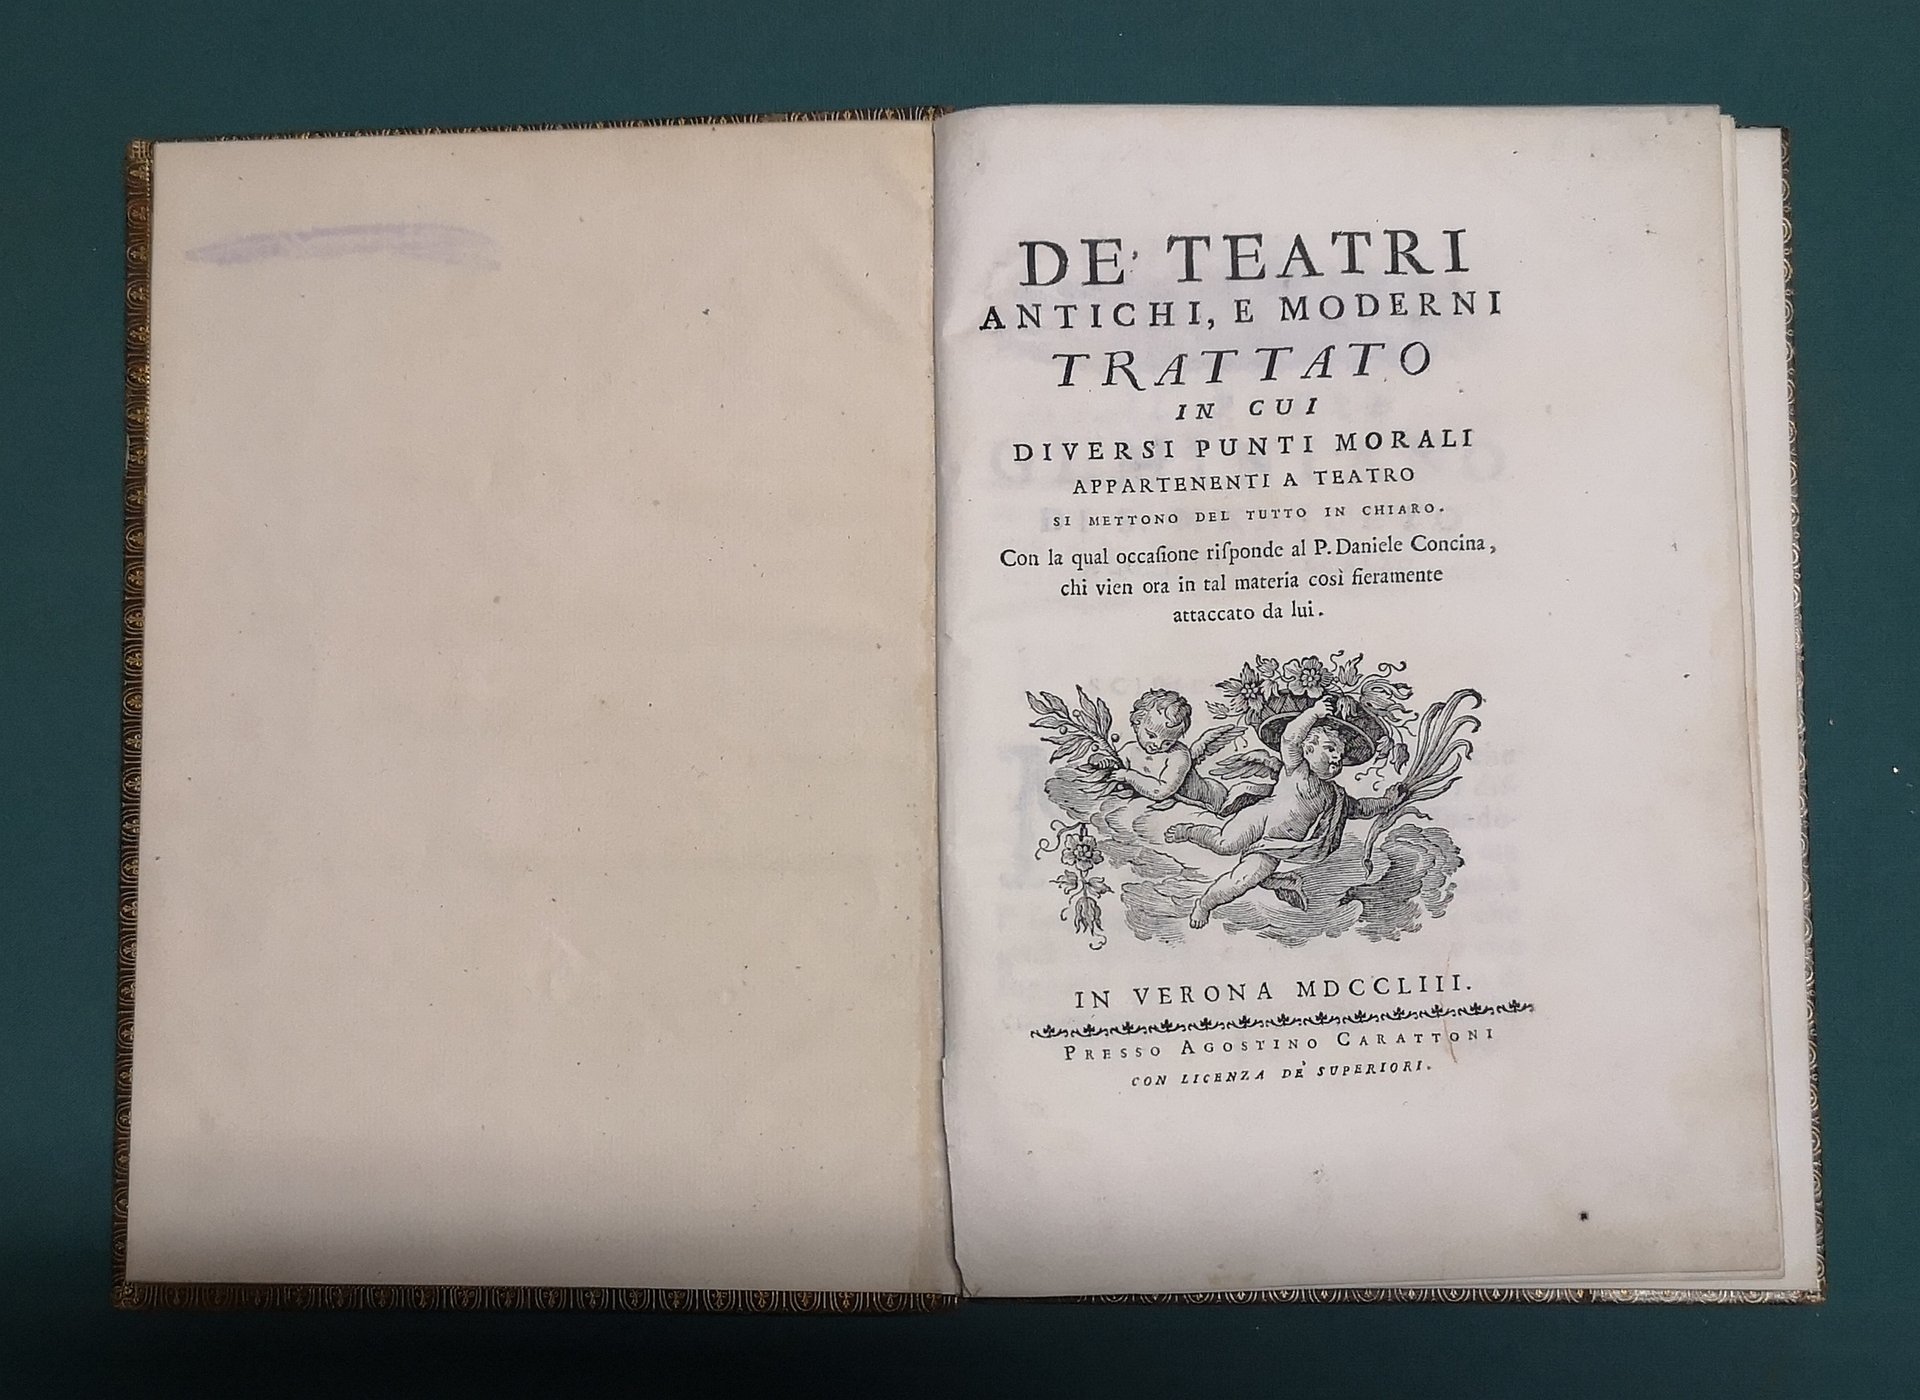 DE' TEATRI
ANTICHI, E MODERNI
TRATTATO
IN CUI
DIVERSI PUNTI MORALI
APPARTENENTI A TEATRO
SI METTONO DEL TUTTO IN CHIARO.
Con la qual occaſione riſponde al P. Daniele Concina,
chi vien ora in tal materia così fieramente
attaccato da lui.
IN VERONA MDCCLIII.
PRESSO AGOSTINO CARATTONI
CON LICENZA DE' SUPERIORI.